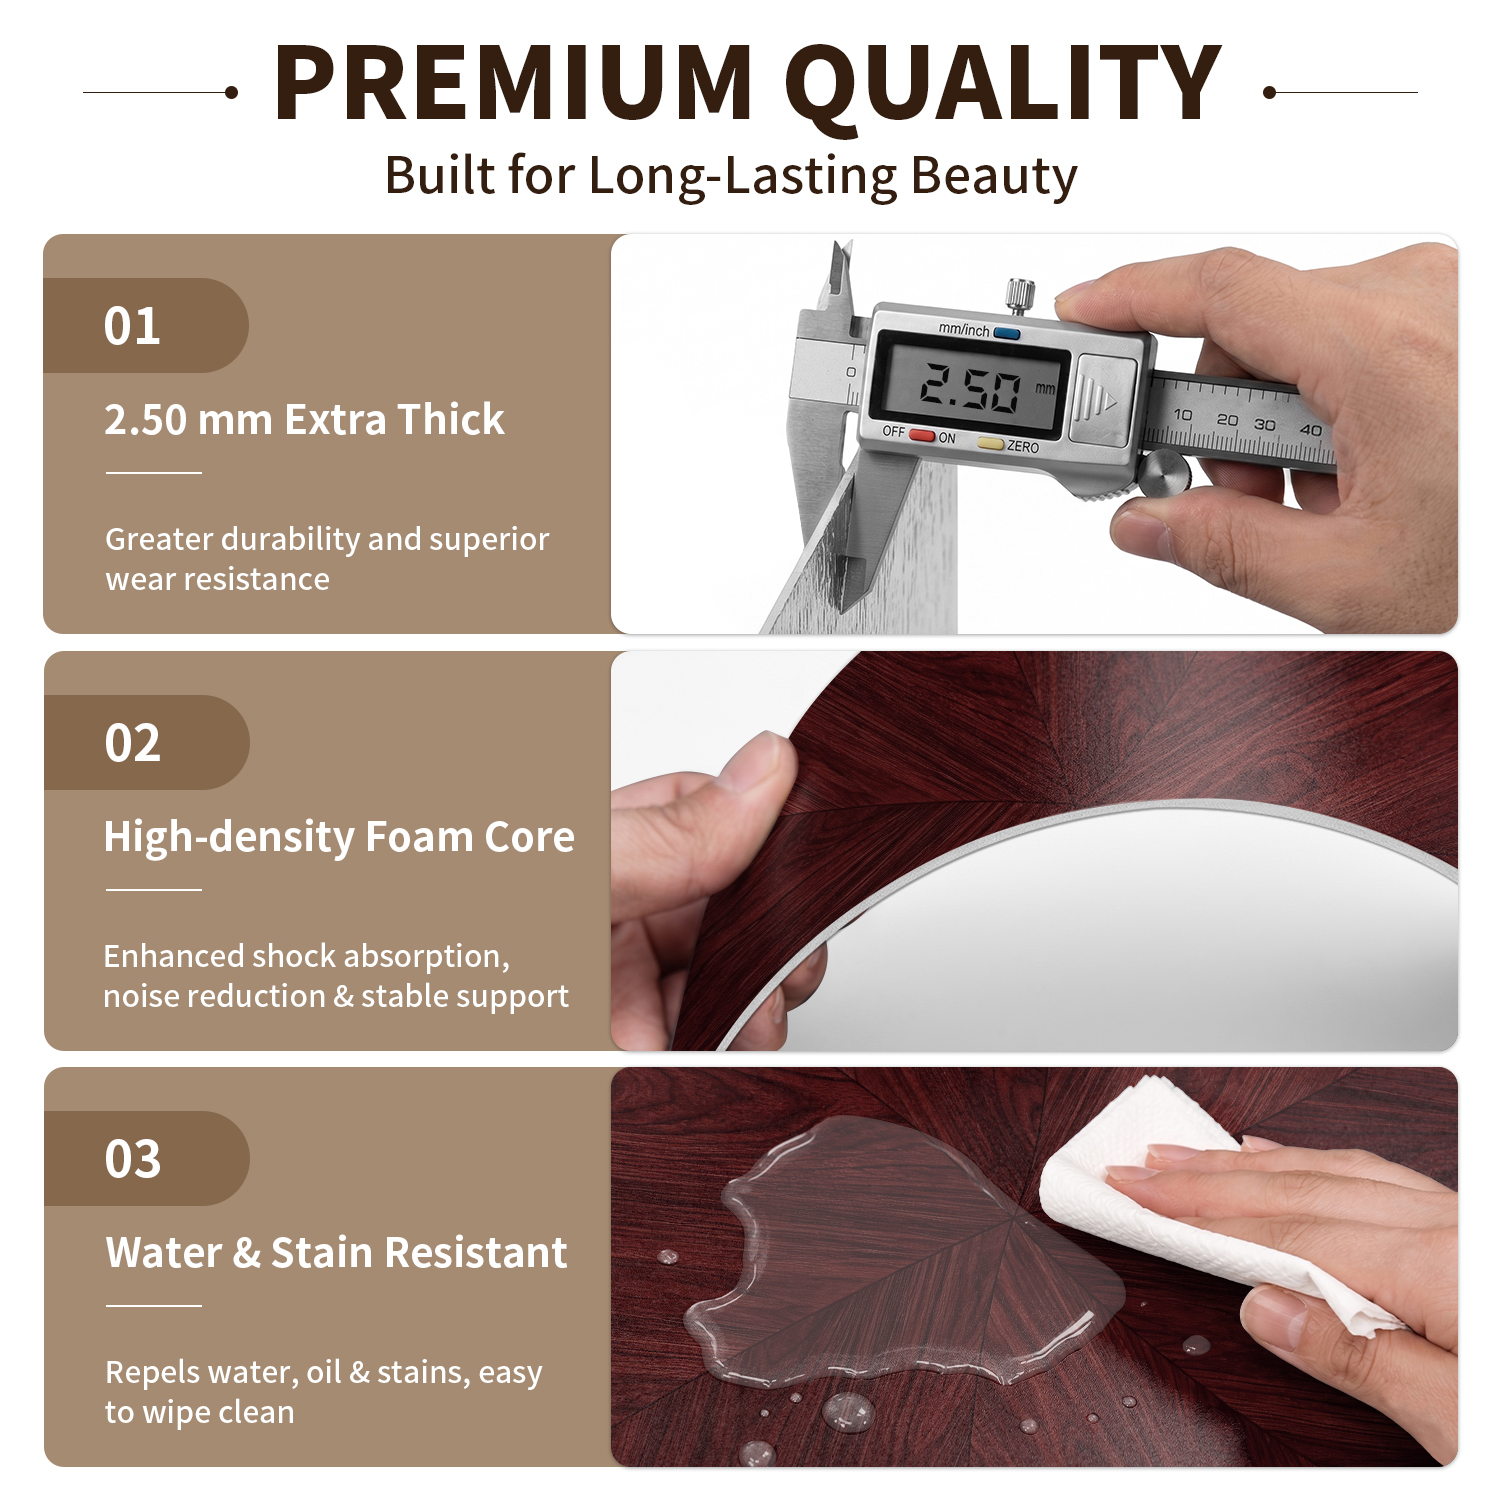 PREMIUM QUALITY
Built for Long-Lasting Beauty
01
2.50 mm Extra Thick
Greater durability and superior
wear resistance
mm/inch
0
2.50 mm
OFF ON ZERO
10 20 30 40
02
High-density Foam Core
Enhanced shock absorption,
noise reduction & stable support
03
Water & Stain Resistant
Repels water, oil & stains, easy
to wipe clean